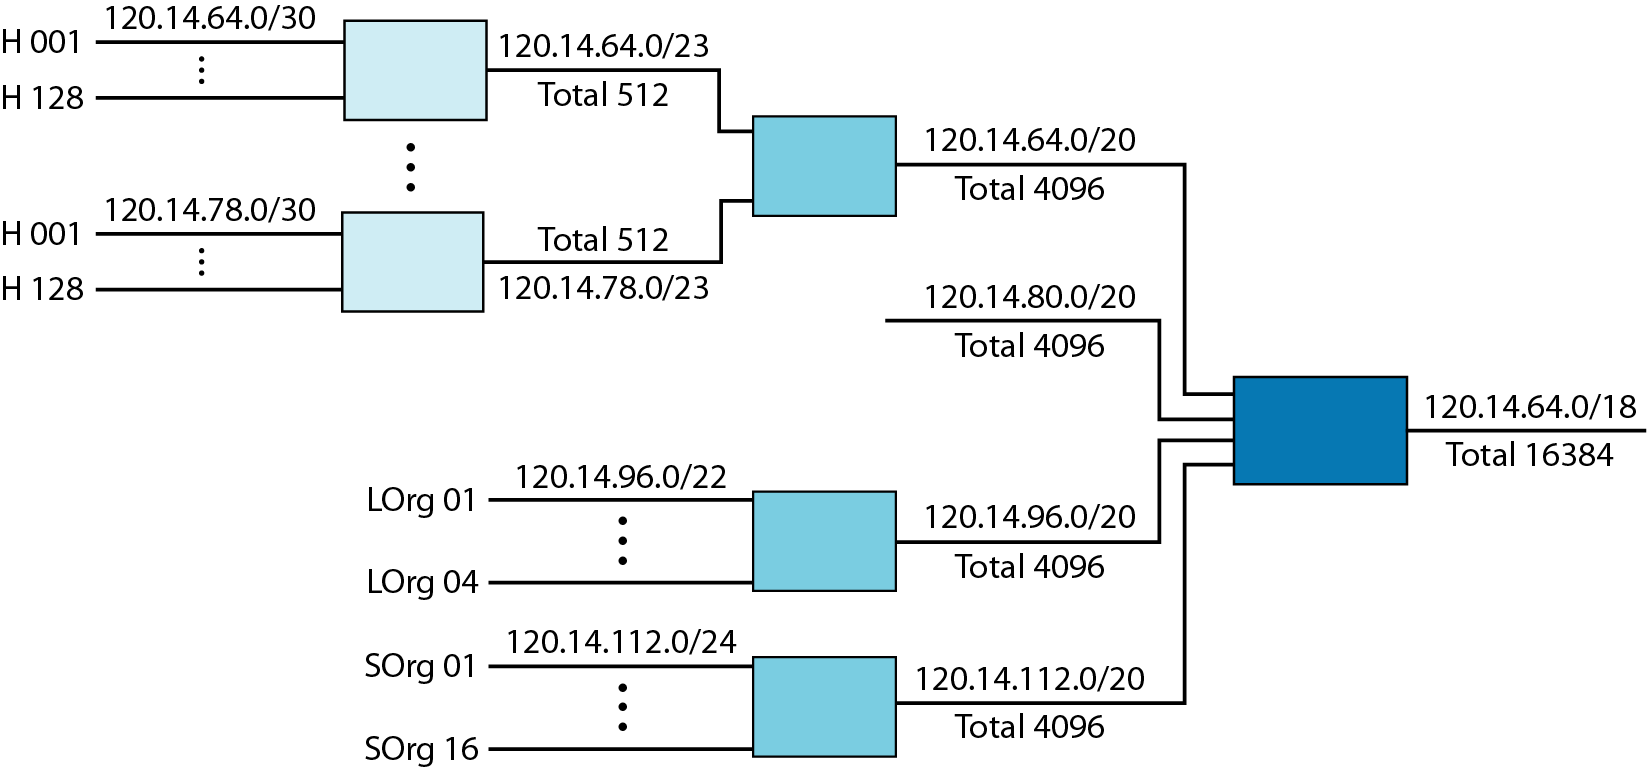 H 001
120.14.64.0/30
H 128
120.14.64.0/23
Total 512
H 001
120.14.78.0/30
H 128
Total 512
120.14.78.0/23
120.14.64.0/20
Total 4096
120.14.80.0/20
Total 4096
LOrg 01
120.14.96.0/22
LOrg 04
120.14.96.0/20
Total 4096
SOrg 01
120.14.112.0/24
SOrg 16
120.14.112.0/20
Total 4096
120.14.64.0/18
Total 16384